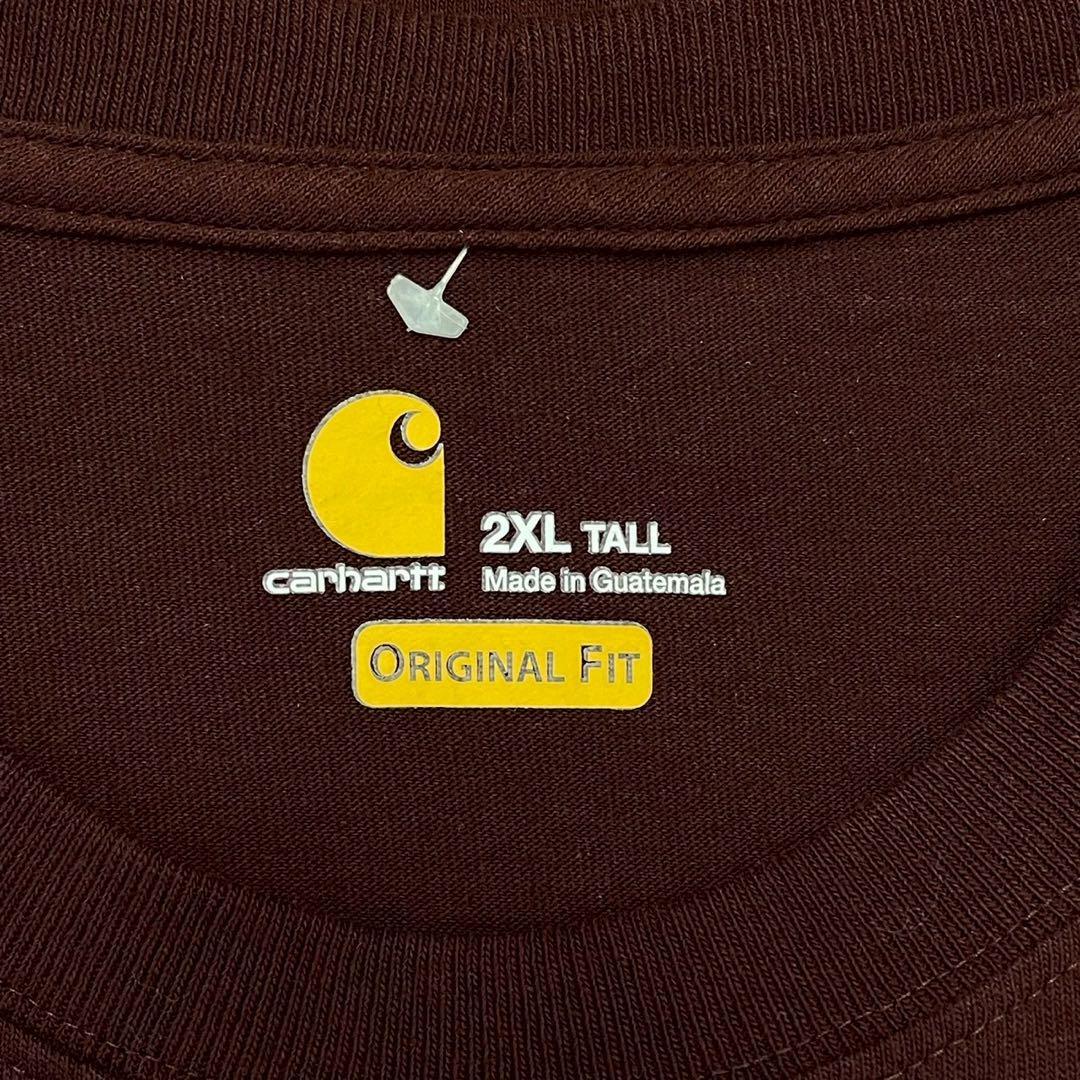 carhartt
2XL TALL
Made in Guatemala
ORIGINAL FIT